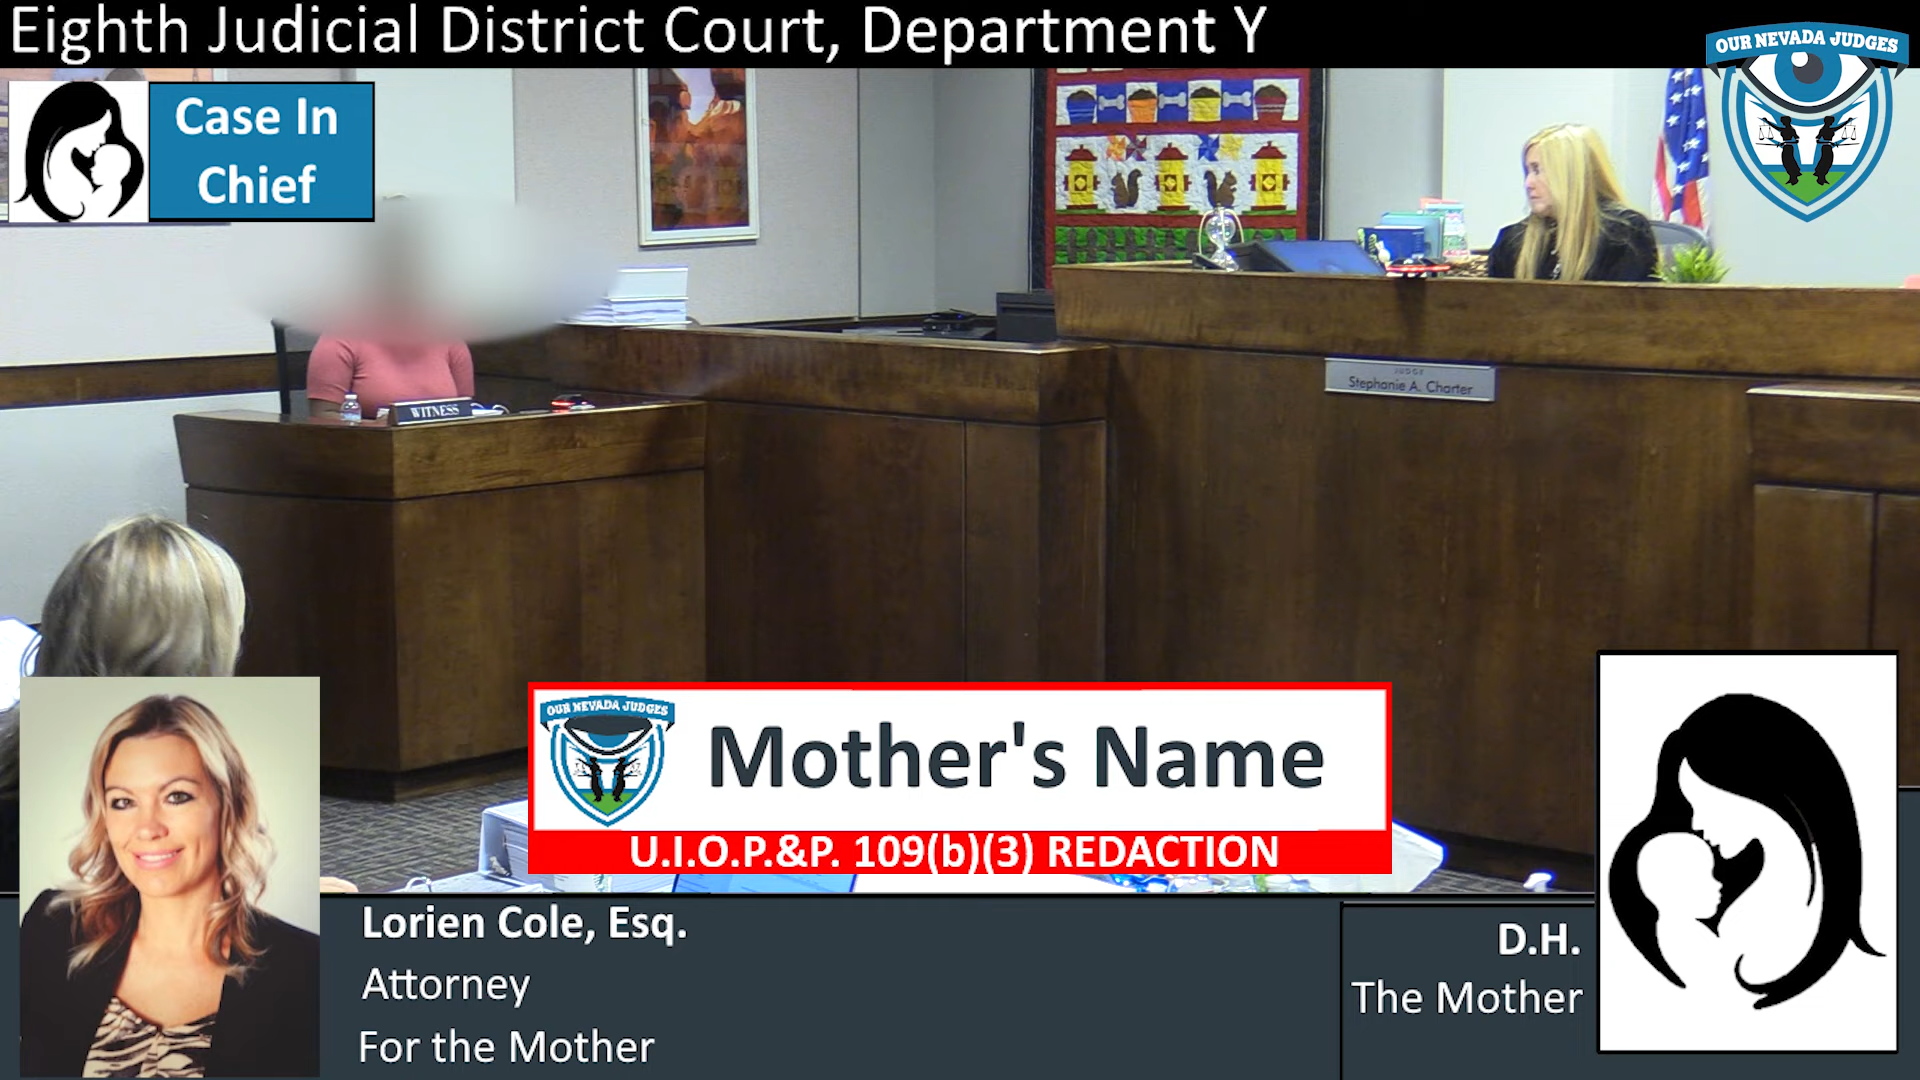 Eighth Judicial District Court, Department Y
OUR NEVADA JUDGES
Case In
Chief
WITNESS
JUDGE
Stephanie A. Charter
OUR NEVADA JUDGES
Mother's Name
U.I.O.P.&P. 109(b)(3) REDACTION
Lorien Cole, Esq.
Attorney
For the Mother
D.H.
The Mother